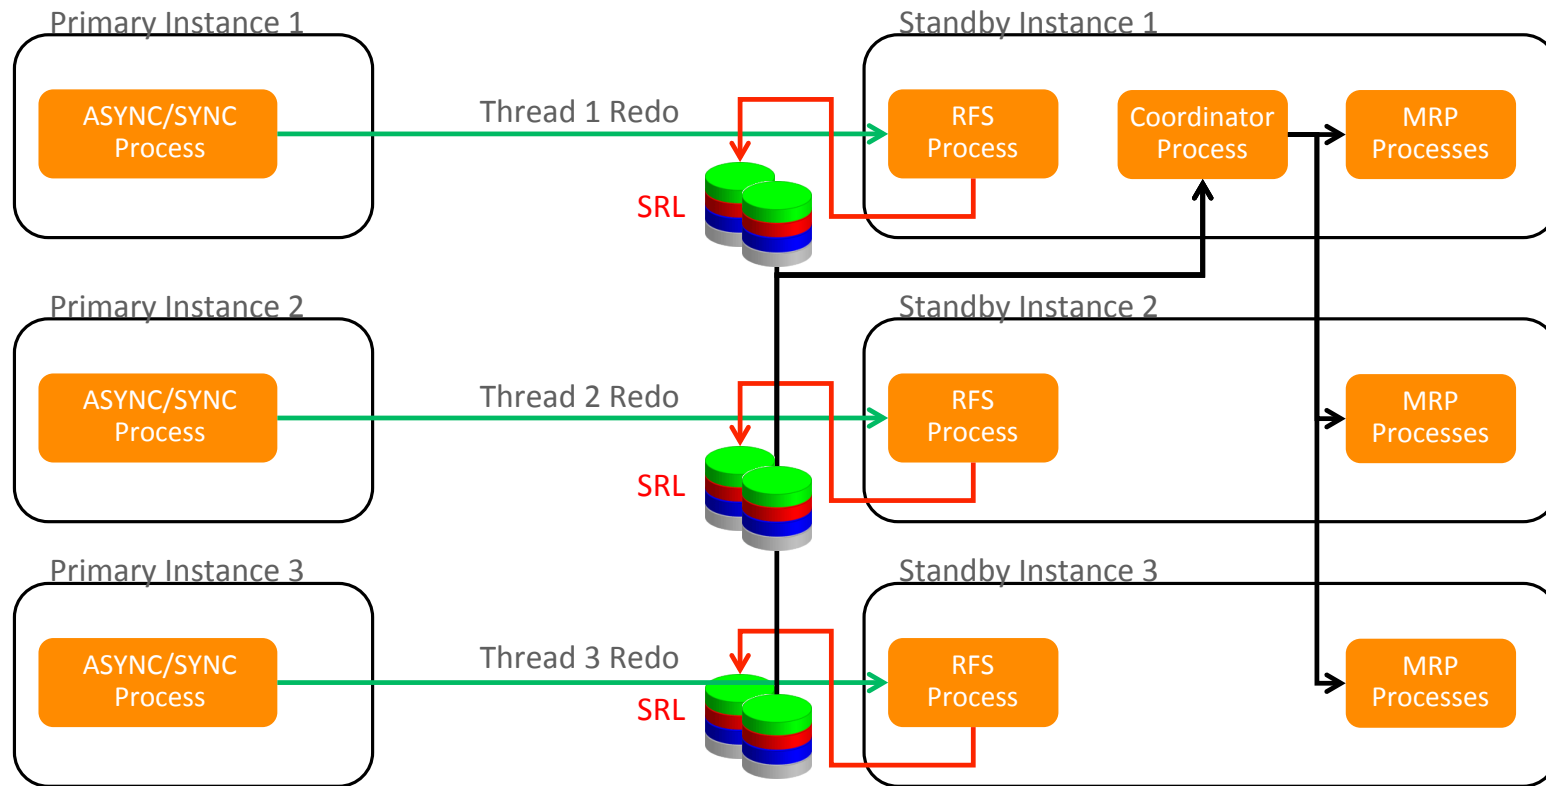 Primary Instance 1
Standby Instance 1
ASYNC/SYNC
Process
Thread 1 Redo
RFS
Process
Coordinator
Process
MRP
Processes
SRL
Primary Instance 2
Standby Instance 2
ASYNC/SYNC
Process
Thread 2 Redo
RFS
Process
MRP
Processes
SRL
Primary Instance 3
Standby Instance 3
ASYNC/SYNC
Process
Thread 3 Redo
RFS
Process
MRP
Processes
SRL